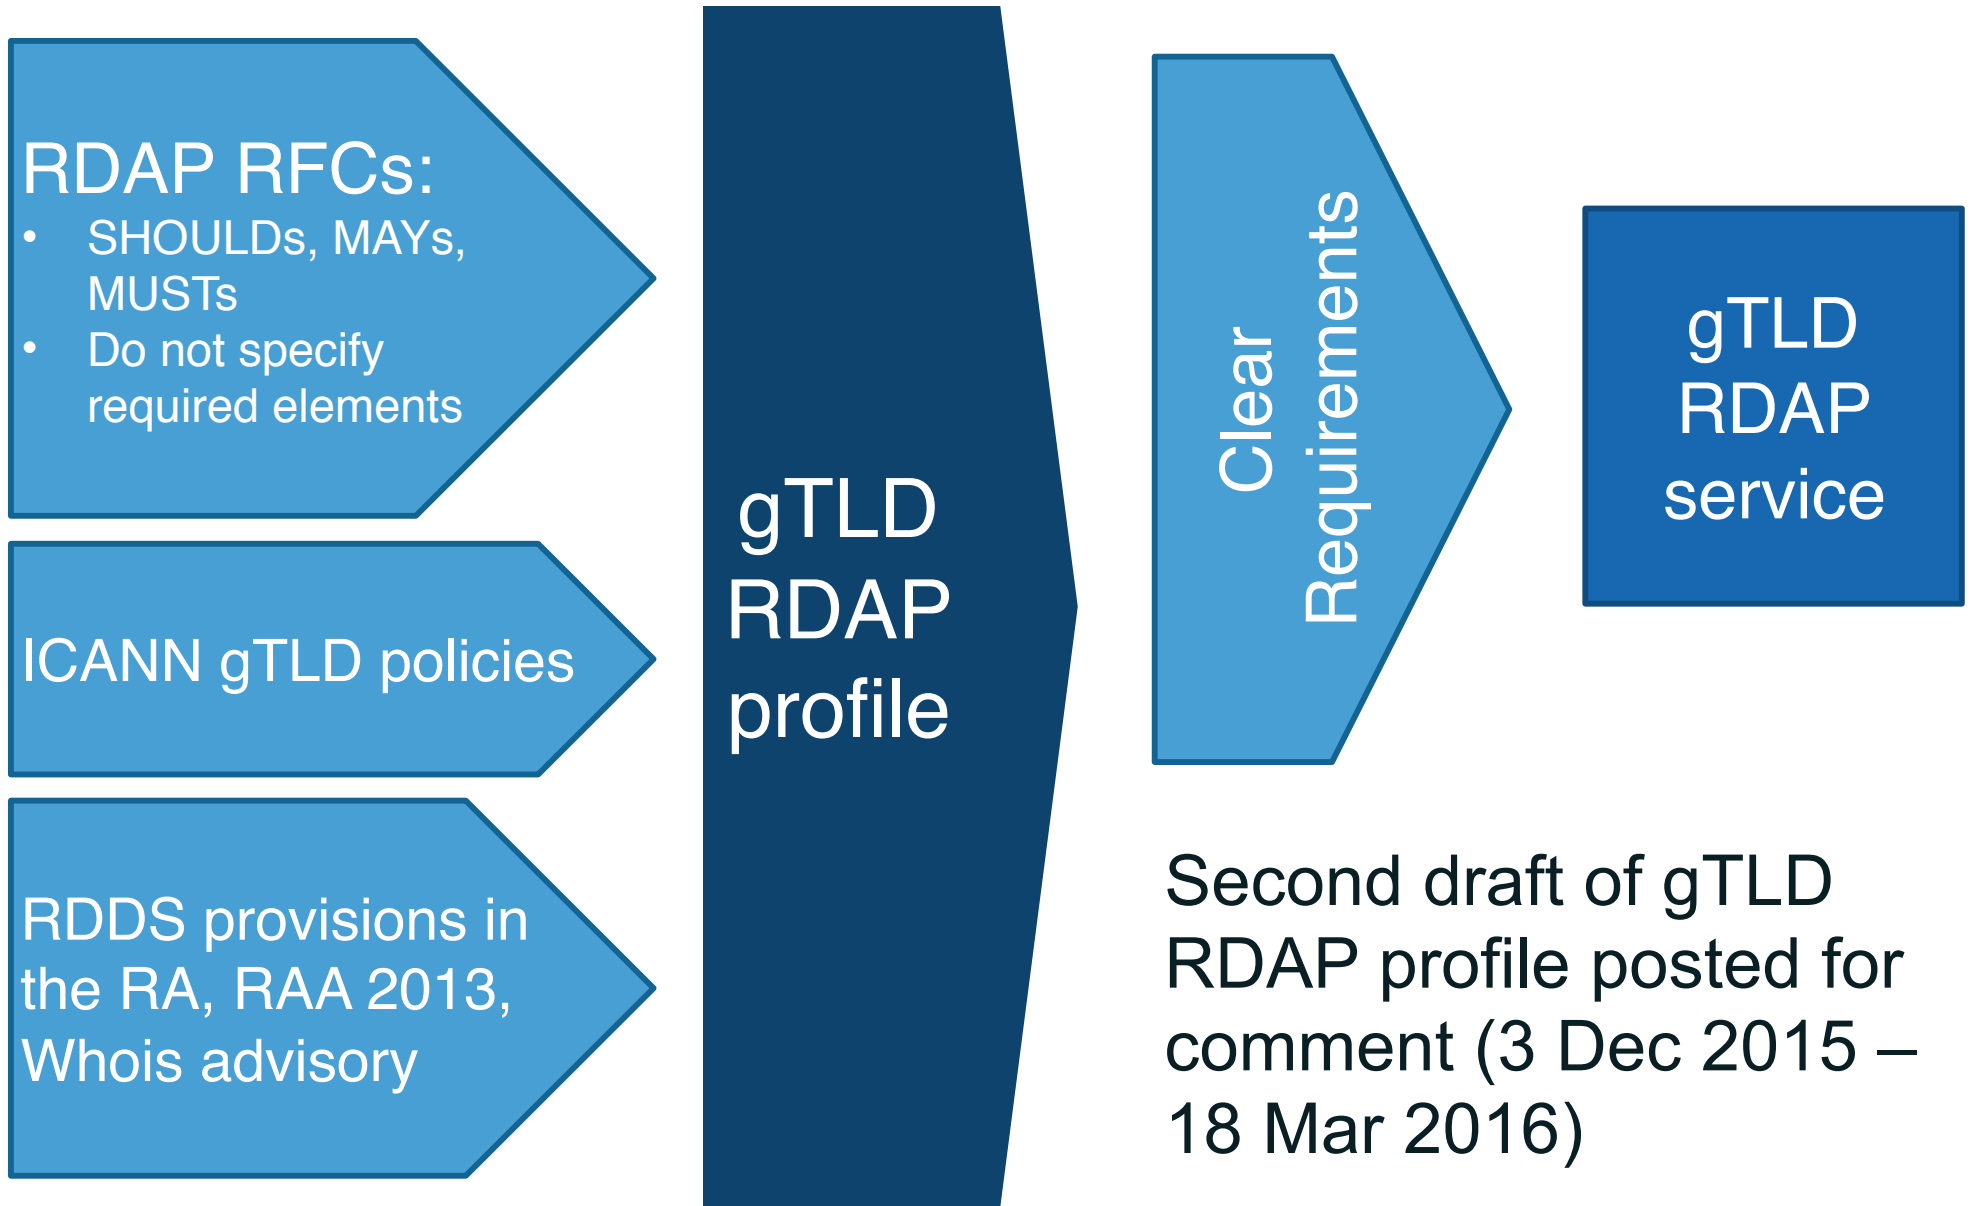 RDAP RFCs:
• SHOULDs, MAYs,
MUSTs
• Do not specify
required elements
ICANN gTLD policies
RDDS provisions in
the RA, RAA 2013,
Whois advisory
gTLD
RDAP
profile
Clear
Requirements
gTLD
RDAP
service
Second draft of gTLD
RDAP profile posted for
comment (3 Dec 2015 –
18 Mar 2016)